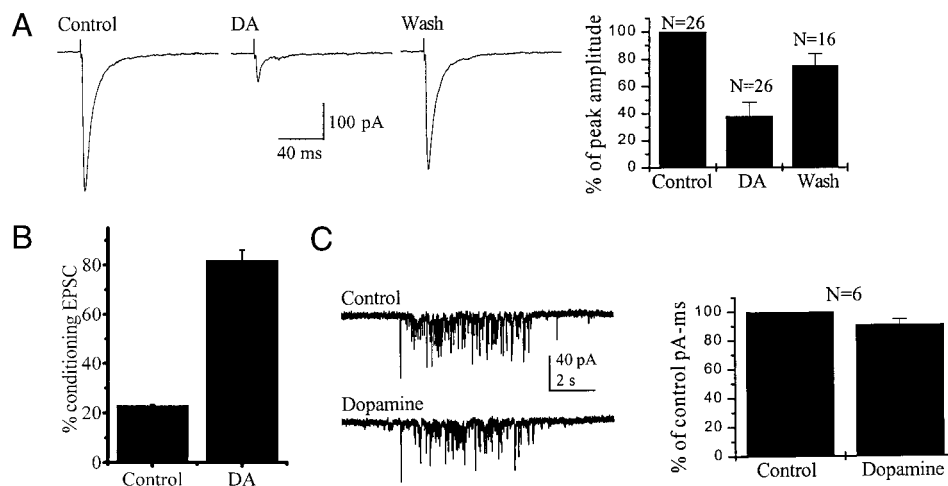 A
Control
DA
Wash
100 pA
40 ms
% of peak amplitude
100
80
60
40
20
0
N=26
N=26
N=16
Control
DA
Wash
B
% conditioning EPSC
80
60
40
20
0
Control
DA
C
Control
40 pA
2 s
Dopamine
% of control pA-ms
100
80
60
40
20
0
N=6
Control
Dopamine